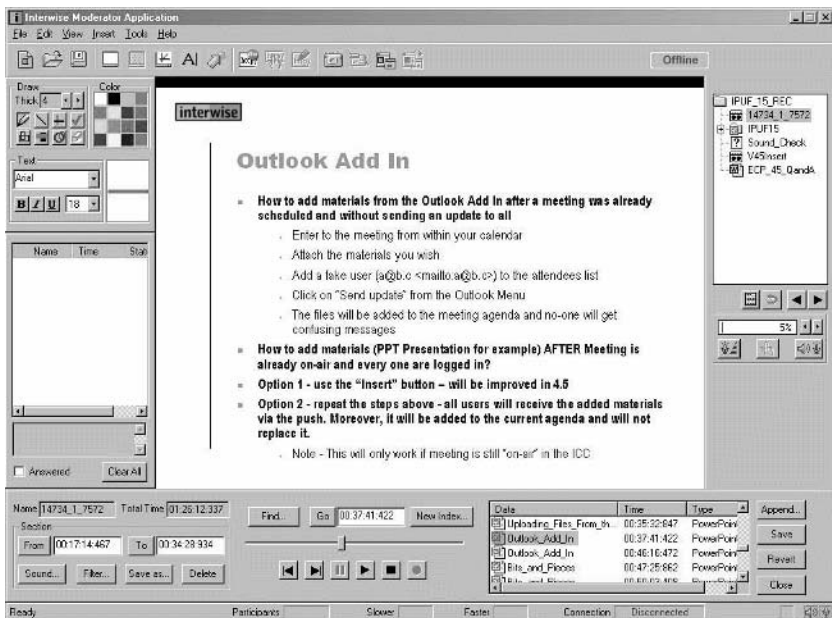 Interwise Moderator Application
File Edit View Insert Tools Help
Offline
Draw
Color
Thick 4
Text
Arial
B I U 18
Name Time Stat
Answered
Clear All
interwise
Outlook Add In
How to add materials from the Outlook Add In after a meeting was already
scheduled and without sending an update to all
Enter to the meeting from within your calendar
Attach the materials you wish
Add a fake user (a@b.c <mailto:a@b.c>) to the attendees list
Click on "Send update" from the Outlook Menu
The files will be added to the meeting agenda and no-one will get
confusing messages
How to add materials (PPT Presentation for example) AFTER Meeting is
already on-air and every one are logged in?
Option 1 - use the "Insert" button – will be improved in 4.5
Option 2 - repeat the steps above - all users will receive the added materials
via the push. Moreover, it will be added to the current agenda and will not
replace it.
Note - This will only work if meeting is still "on-air" in the ICC
IPUF_15_REC
14734_1_7572
IPUF15
Sound_Check
V45Insert
ECP_45_QandA
5%
Name 14734_1_7572 Total Time 01:26:12:337
Section
From 00:17:14:467 To 00:34:28:934
Sound... Filter... Save as... Delete
Find... Go 00:37:41:422 New Index...
Data Time Type
Uploading_Files_From_th... 00:35:32:847 PowerPoint
Outlook_Add_In 00:37:41:422 PowerPoint
Outlook_Add_In 00:46:16:472 PowerPoint
Bits_and_Pieces 00:47:25:862 PowerPoint
Append...
Save
Revert
Close
Ready Participants Slower Faster Connection Disconnected